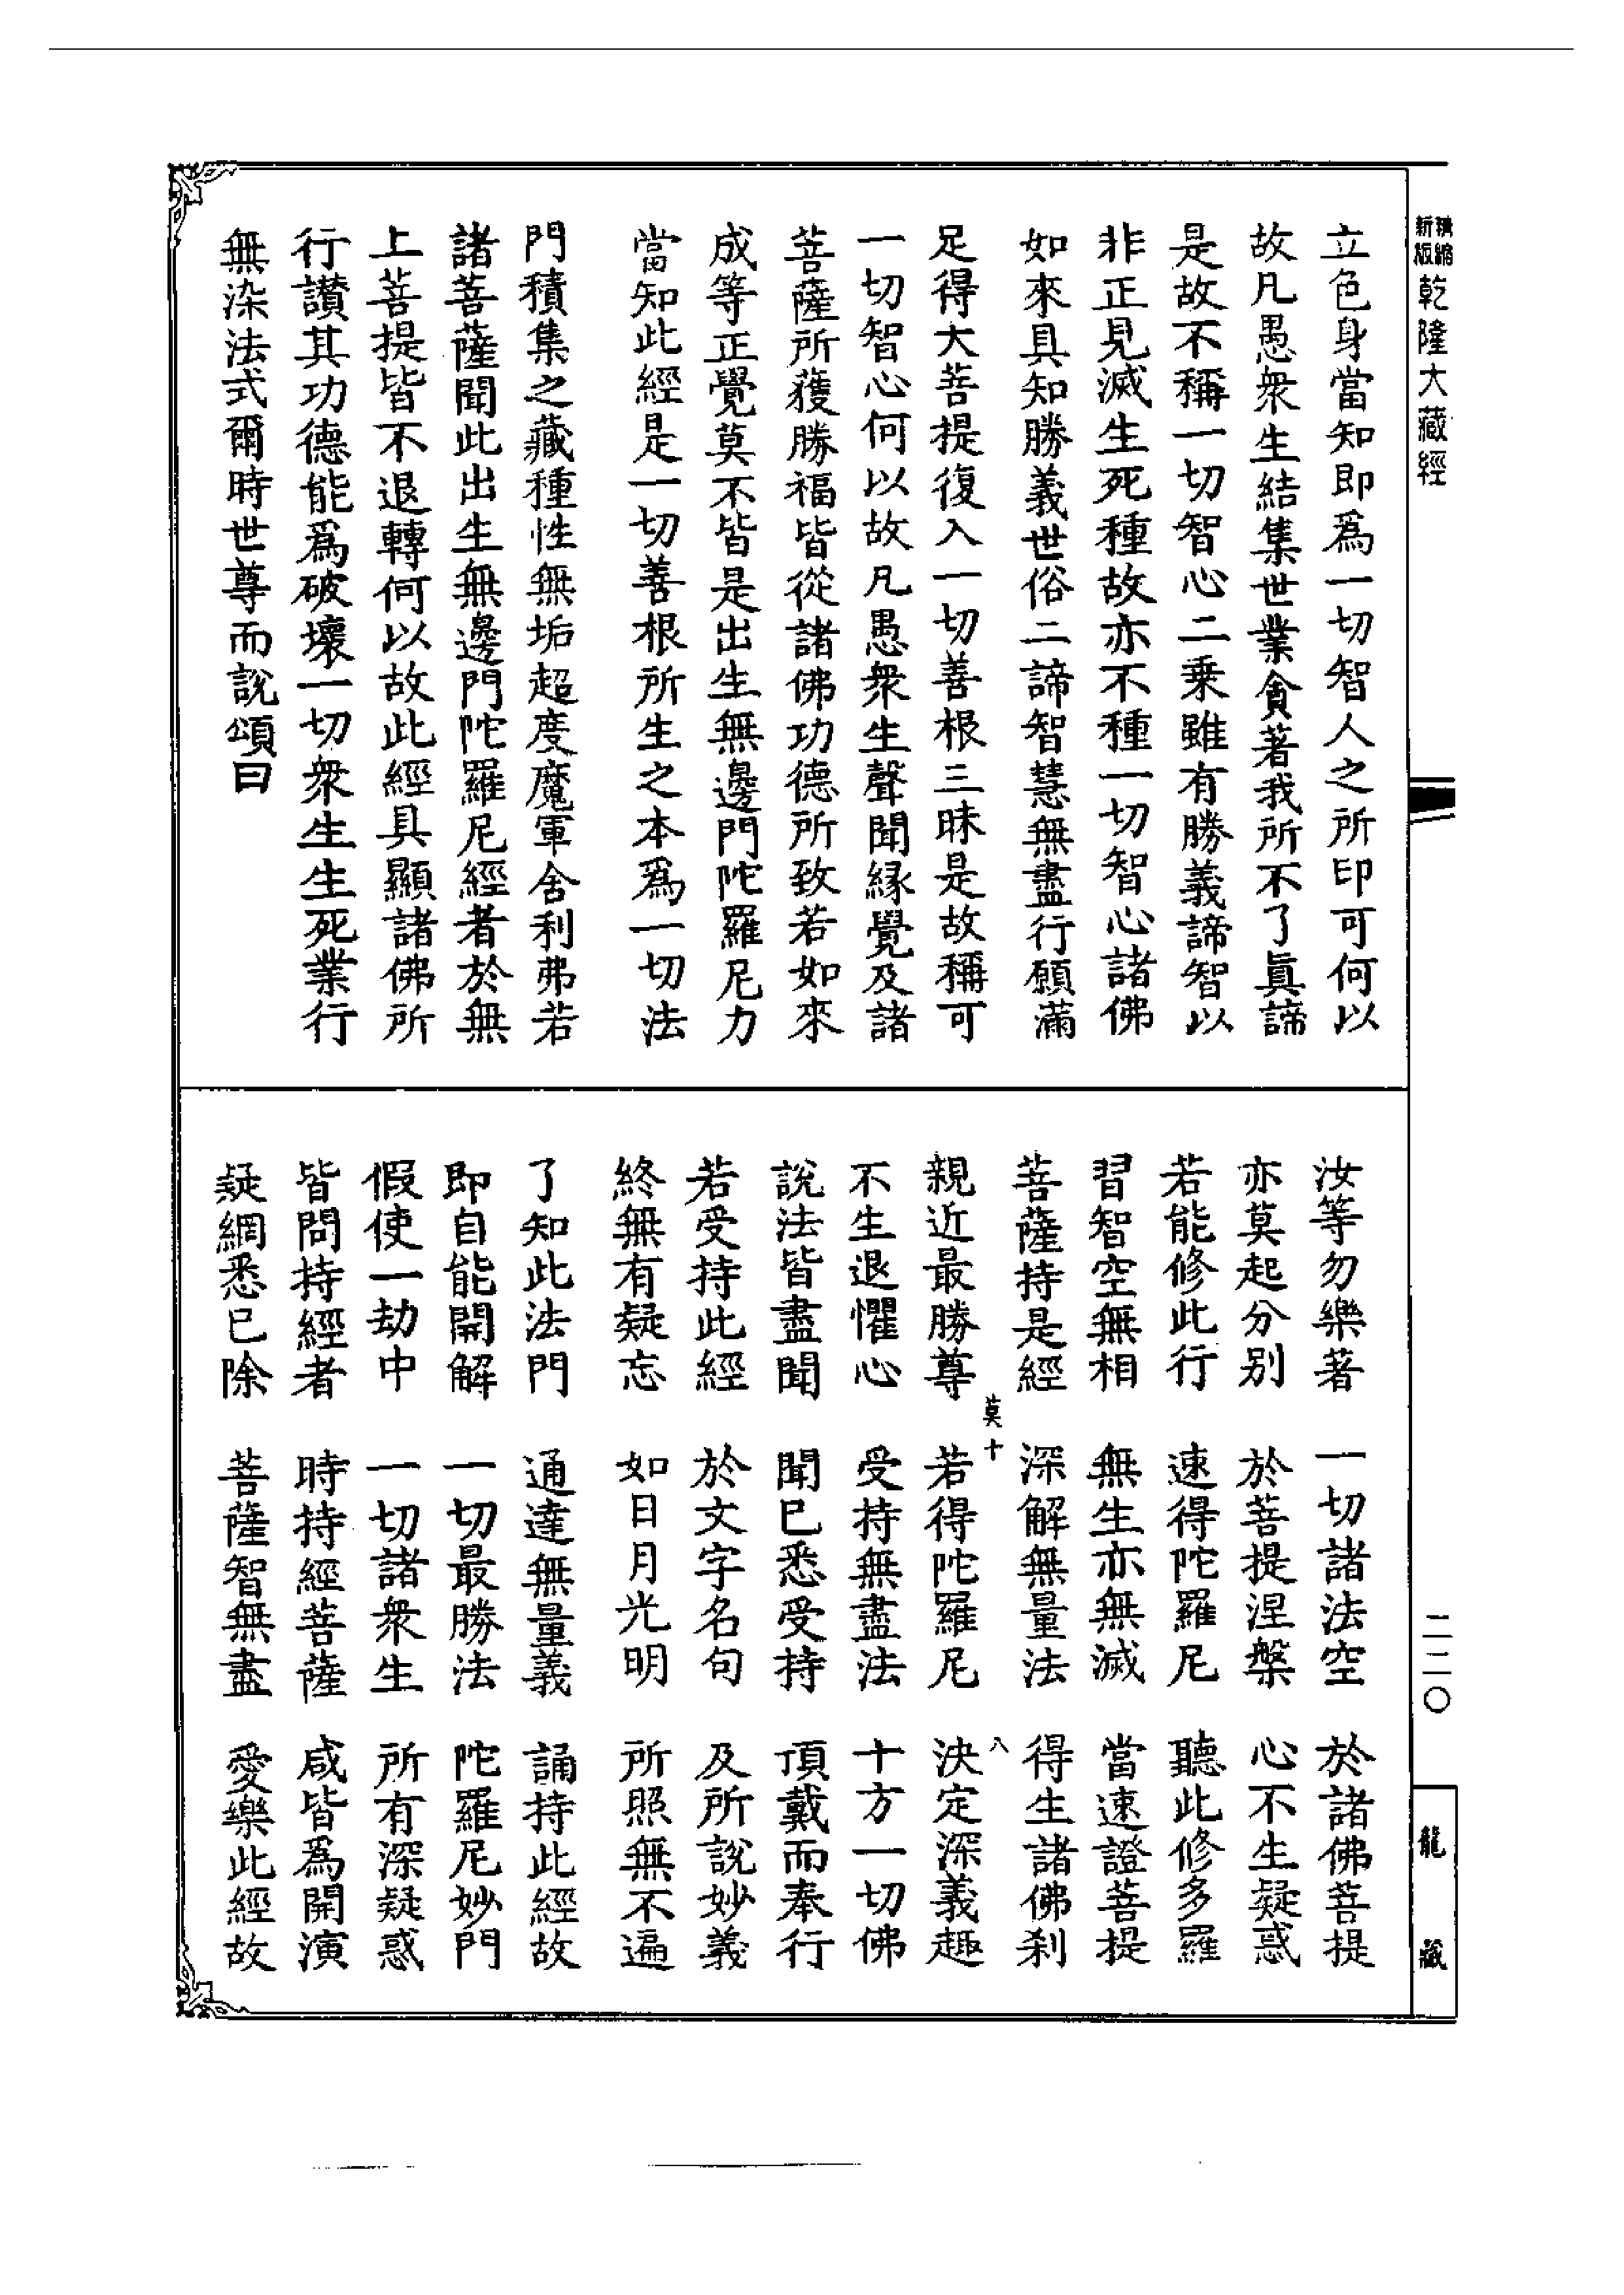 精縮新版乾隆大藏經
立色身當知即爲一切智人之所印可何以
故凡愚衆生結集世業貪著我所不了眞諦
是故不稱一切智心二乗雖有勝義諦智以
非正見滅生死種故亦不種一切智心諸佛
如來具知勝義世俗二諦智慧無盡行願滿
足得大菩提復入一切善根三昧是故稱可
一切智心何以故凡愚衆生聲聞縁覺及諸
菩薩所獲勝福皆從諸佛功德所致若如來
成等正覺莫不皆是出生無邊門陀羅尼力
當知此經是一切善根所生之本爲一切法
門積集之藏種性無垢超度魔軍舍利弗若
諸菩薩聞此出生無邊門陀羅尼經者於無
上菩提皆不退轉何以故此經具顯諸佛所
行讃其功德能爲破壞一切衆生生死業行
無染法式爾時世尊而說頌曰
汝等勿樂著　一切諸法空　於諸佛菩提
亦莫起分別　於菩提涅槃　心不生疑惑
若能修此行　速得陀羅尼　聽此修多羅
習智空無相　無生亦無滅　當速證菩提
菩薩持是經　深解無量法　得生諸佛刹
莫十　八
親近最勝尊　若得陀羅尼　決定深義趣
不生退懼心　受持無盡法　十方一切佛
說法皆盡聞　聞已悉受持　頂戴而奉行
若受持此經　於文字名句　及所說妙義
終無有疑忘　如日月光明　所照無不遍
了知此法門　通達無量義　誦持此經故
即自能開解　一切最勝法　陀羅尼妙門
假使一劫中　一切諸衆生　所有深疑惑
皆問持經者　時持經菩薩　咸皆爲開演
疑網悉已除　菩薩智無盡　愛樂此經故
二二〇
龍藏